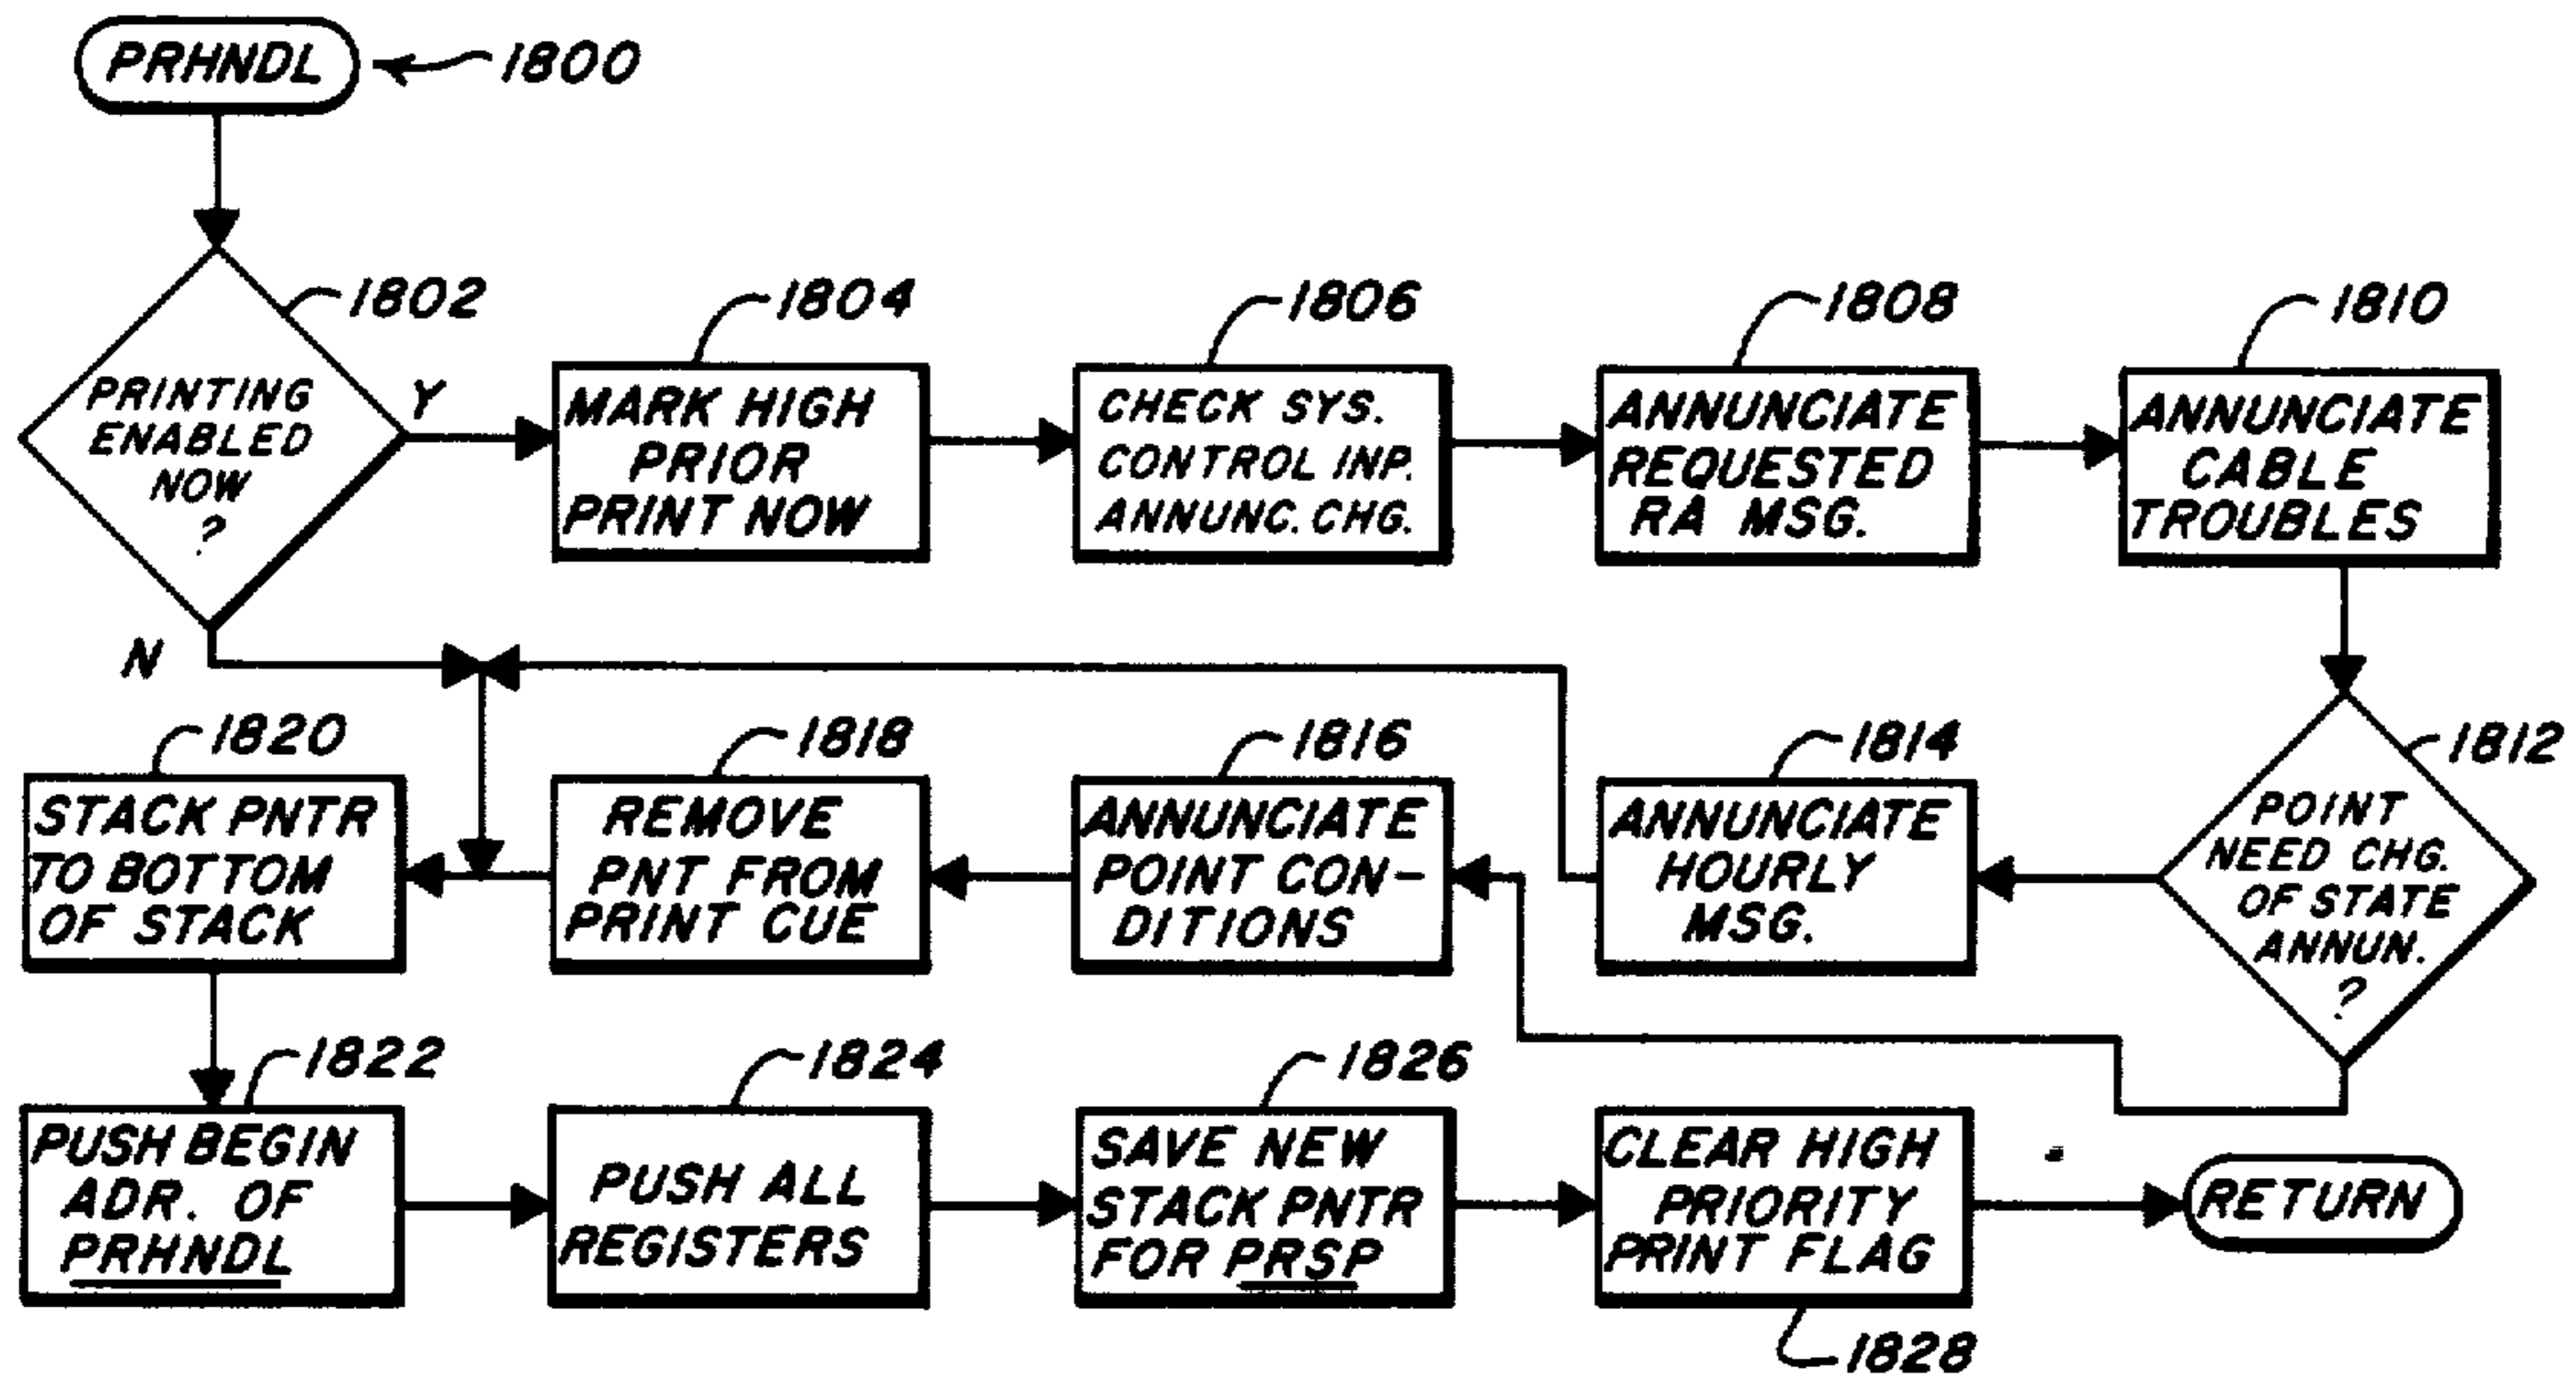 PRHNDL
1800
1802
PRINTING
ENABLED
NOW
?
Y
N
1804
MARK HIGH
PRIOR
PRINT NOW
1806
CHECK SYS.
CONTROL INP.
ANNUNC. CHG.
1808
ANNUNCIATE
REQUESTED
RA MSG.
1810
ANNUNCIATE
CABLE
TROUBLES
1812
POINT
NEED CHG.
OF STATE
ANNUN.
?
1814
ANNUNCIATE
HOURLY
MSG.
1816
ANNUNCIATE
POINT CON-
DITIONS
1818
REMOVE
PNT FROM
PRINT CUE
1820
STACK PNTR
TO BOTTOM
OF STACK
1822
PUSH BEGIN
ADR. OF
PRHNDL
1824
PUSH ALL
REGISTERS
1826
SAVE NEW
STACK PNTR
FOR PRSP
CLEAR HIGH
PRIORITY
PRINT FLAG
1828
RETURN